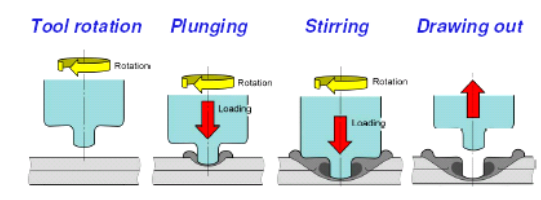 Tool rotation
Plunging
Stirring
Drawing out
Rotation
Rotation
Rotation
Loading
Loading